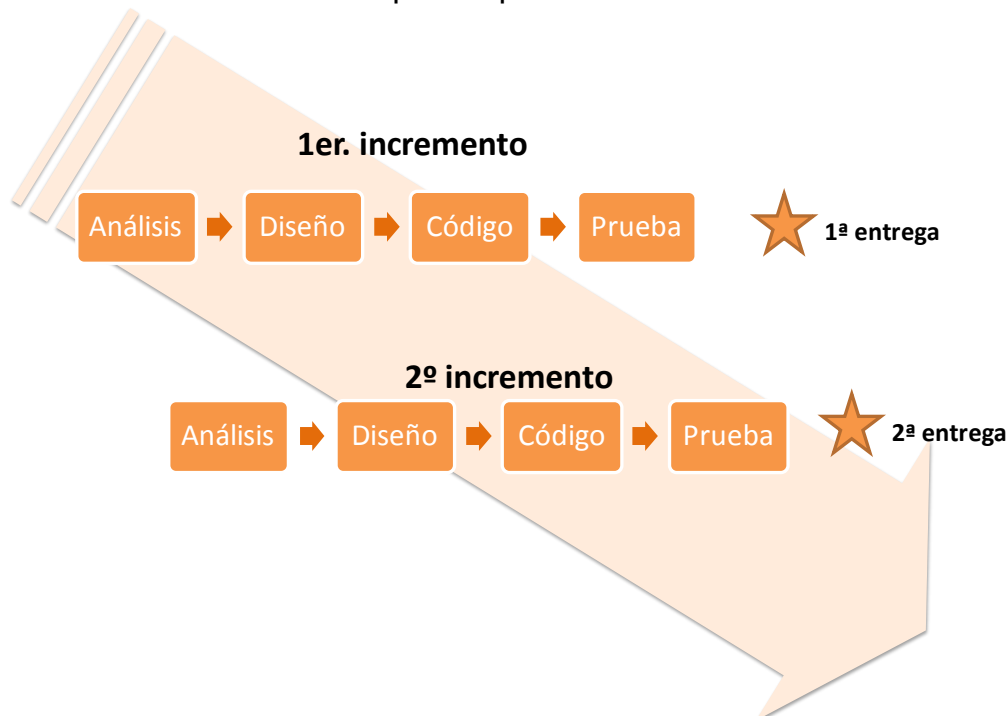 1er. incremento
Análisis Diseño Código Prueba
1ª entrega
2º incremento
Análisis Diseño Código Prueba
2ª entrega